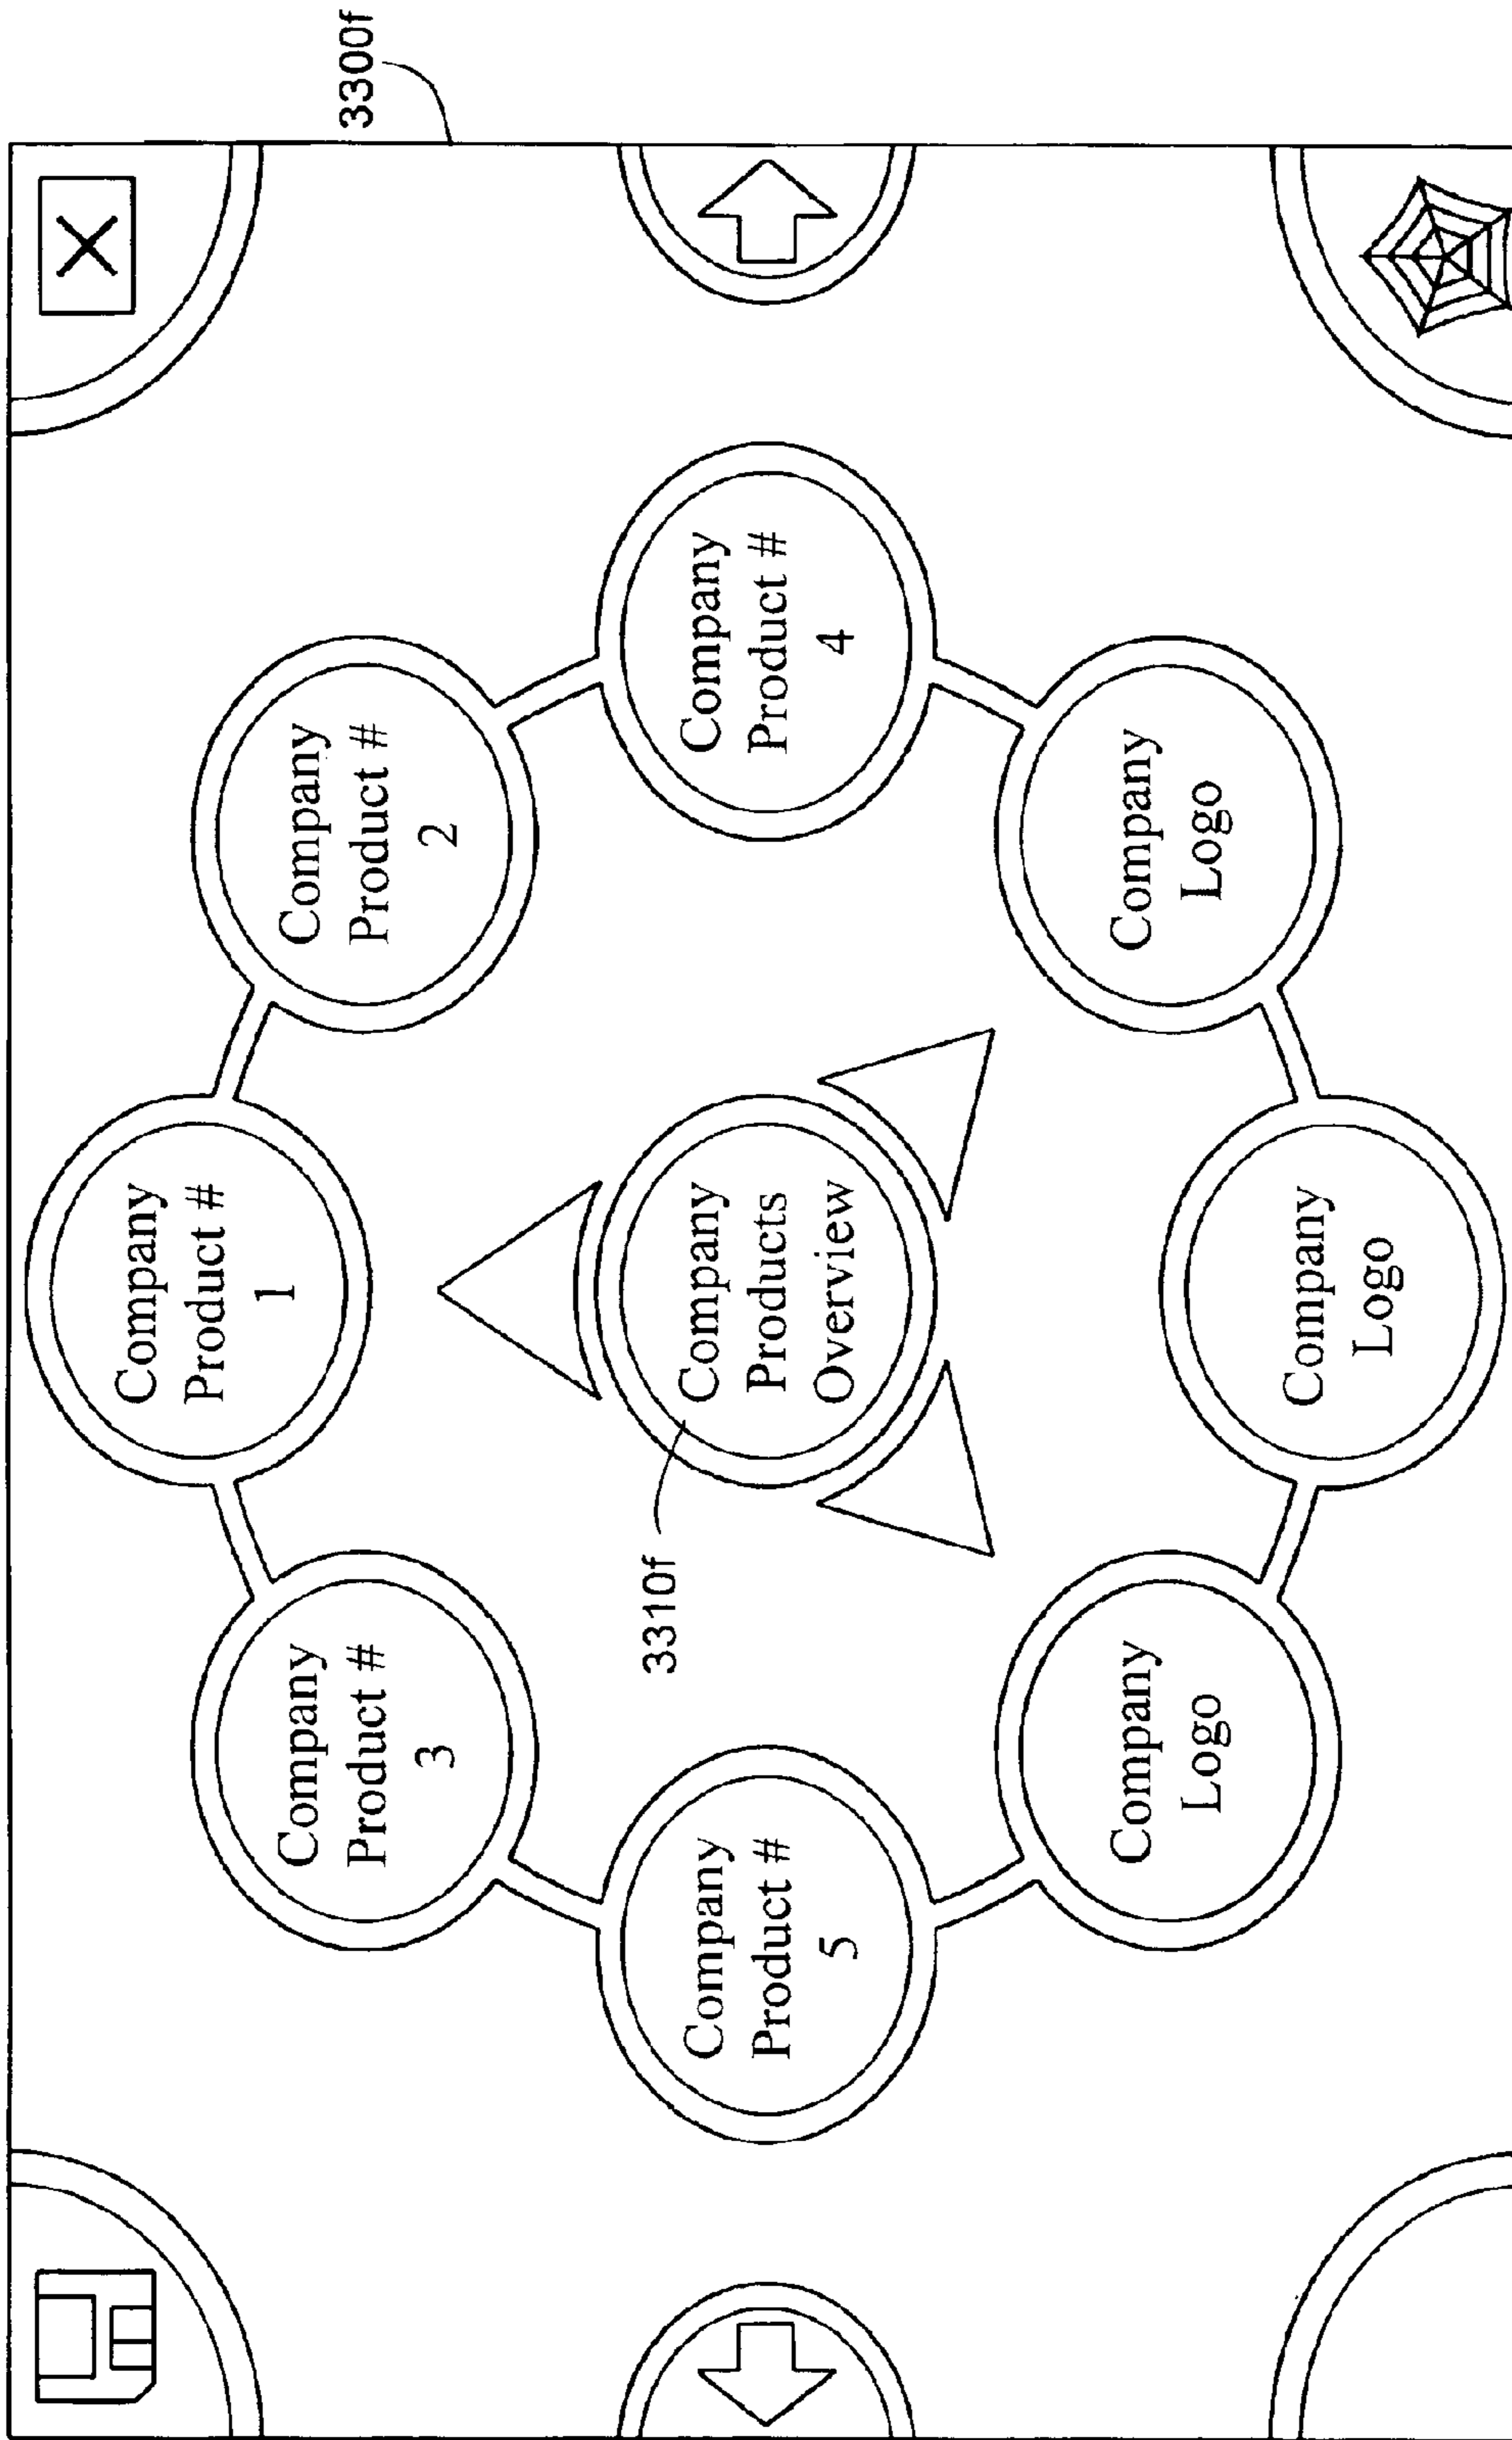 Company
Product #
1
Company
Product #
3
Company
Product #
2
3300f
3310f
Company
Product #
5
Company
Products
Overview
Company
Product #
4
Company
Logo
Company
Logo
Company
Logo